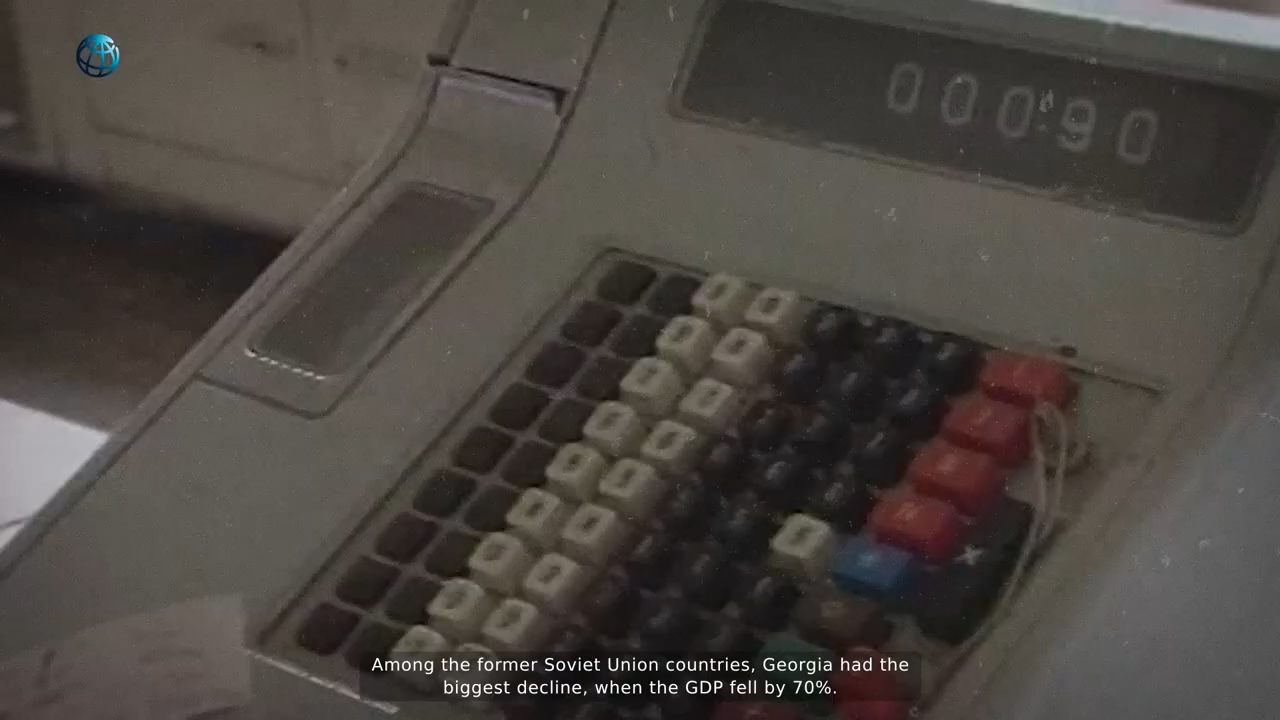 000.90
Among the former Soviet Union countries, Georgia had the
biggest decline, when the GDP fell by 70%.